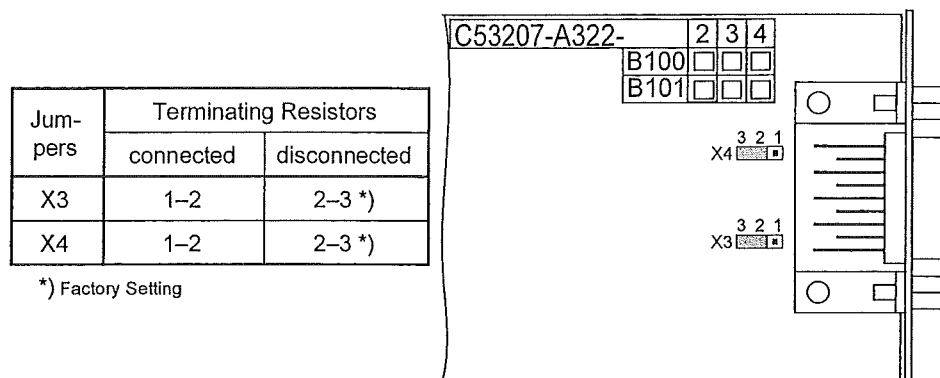 Jum-
pers
Terminating Resistors
connected
disconnected
X3
1–2
2–3 *)
X4
1–2
2–3 *)
*) Factory Setting
C53207-A322- 2 3 4
B100
B101
3 2 1
X4
3 2 1
X3